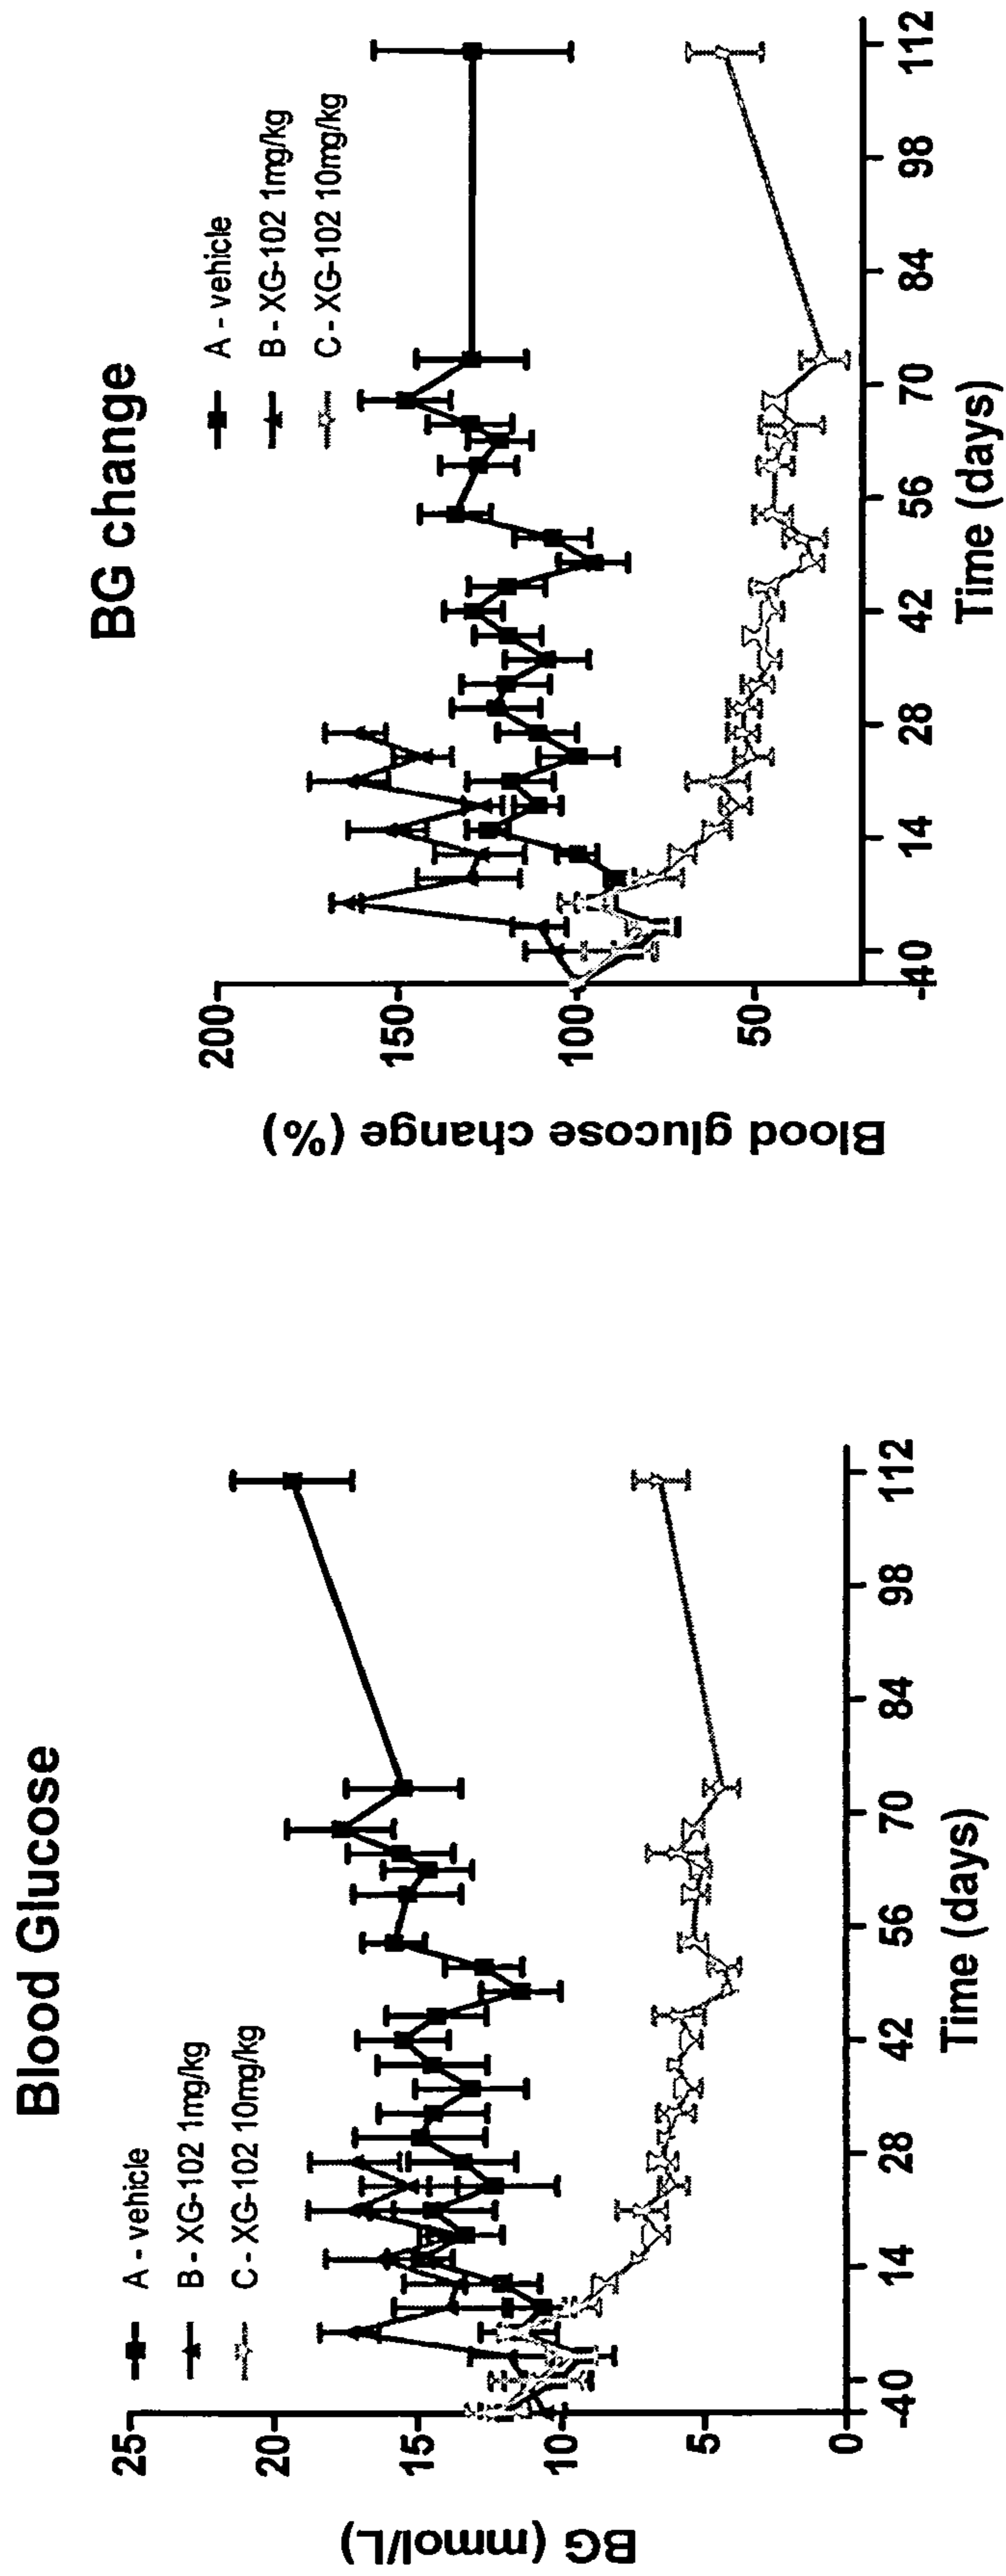 Blood Glucose
A - vehicle
B - XG-102 1mg/kg
C - XG-102 10mg/kg
BG (mmol/L)
25
20
15
10
5
0
-40 14 28 42 56 70 84 98 112
Time (days)
BG change
A - vehicle
B - XG-102 1mg/kg
C - XG-102 10mg/kg
Blood glucose change (%)
200
150
100
50
-40 14 28 42 56 70 84 98 112
Time (days)